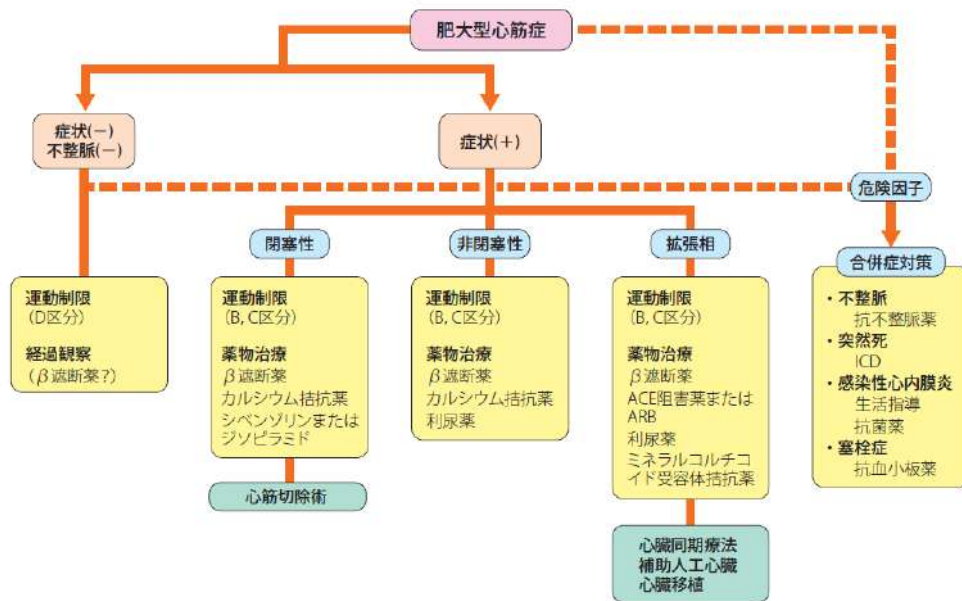 肥大型心筋症
症状(－)
不整脈(－)
症状(＋)
危険因子
閉塞性
非閉塞性
拡張相
合併症対策
運動制限
(D区分)
経過観察
(β遮断薬?)
運動制限
(B, C区分)
薬物治療
β遮断薬
カルシウム拮抗薬
シベンゾリンまたは
ジソピラミド
心筋切除術
運動制限
(B, C区分)
薬物治療
β遮断薬
カルシウム拮抗薬
利尿薬
運動制限
(B, C区分)
薬物治療
β遮断薬
ACE阻害薬または
ARB
利尿薬
ミネラルコルチコ
イド受容体拮抗薬
心臓同期療法
補助人工心臓
心臓移植
・不整脈
抗不整脈薬
・突然死
ICD
・感染性心内膜炎
生活指導
抗菌薬
・塞栓症
抗血小板薬